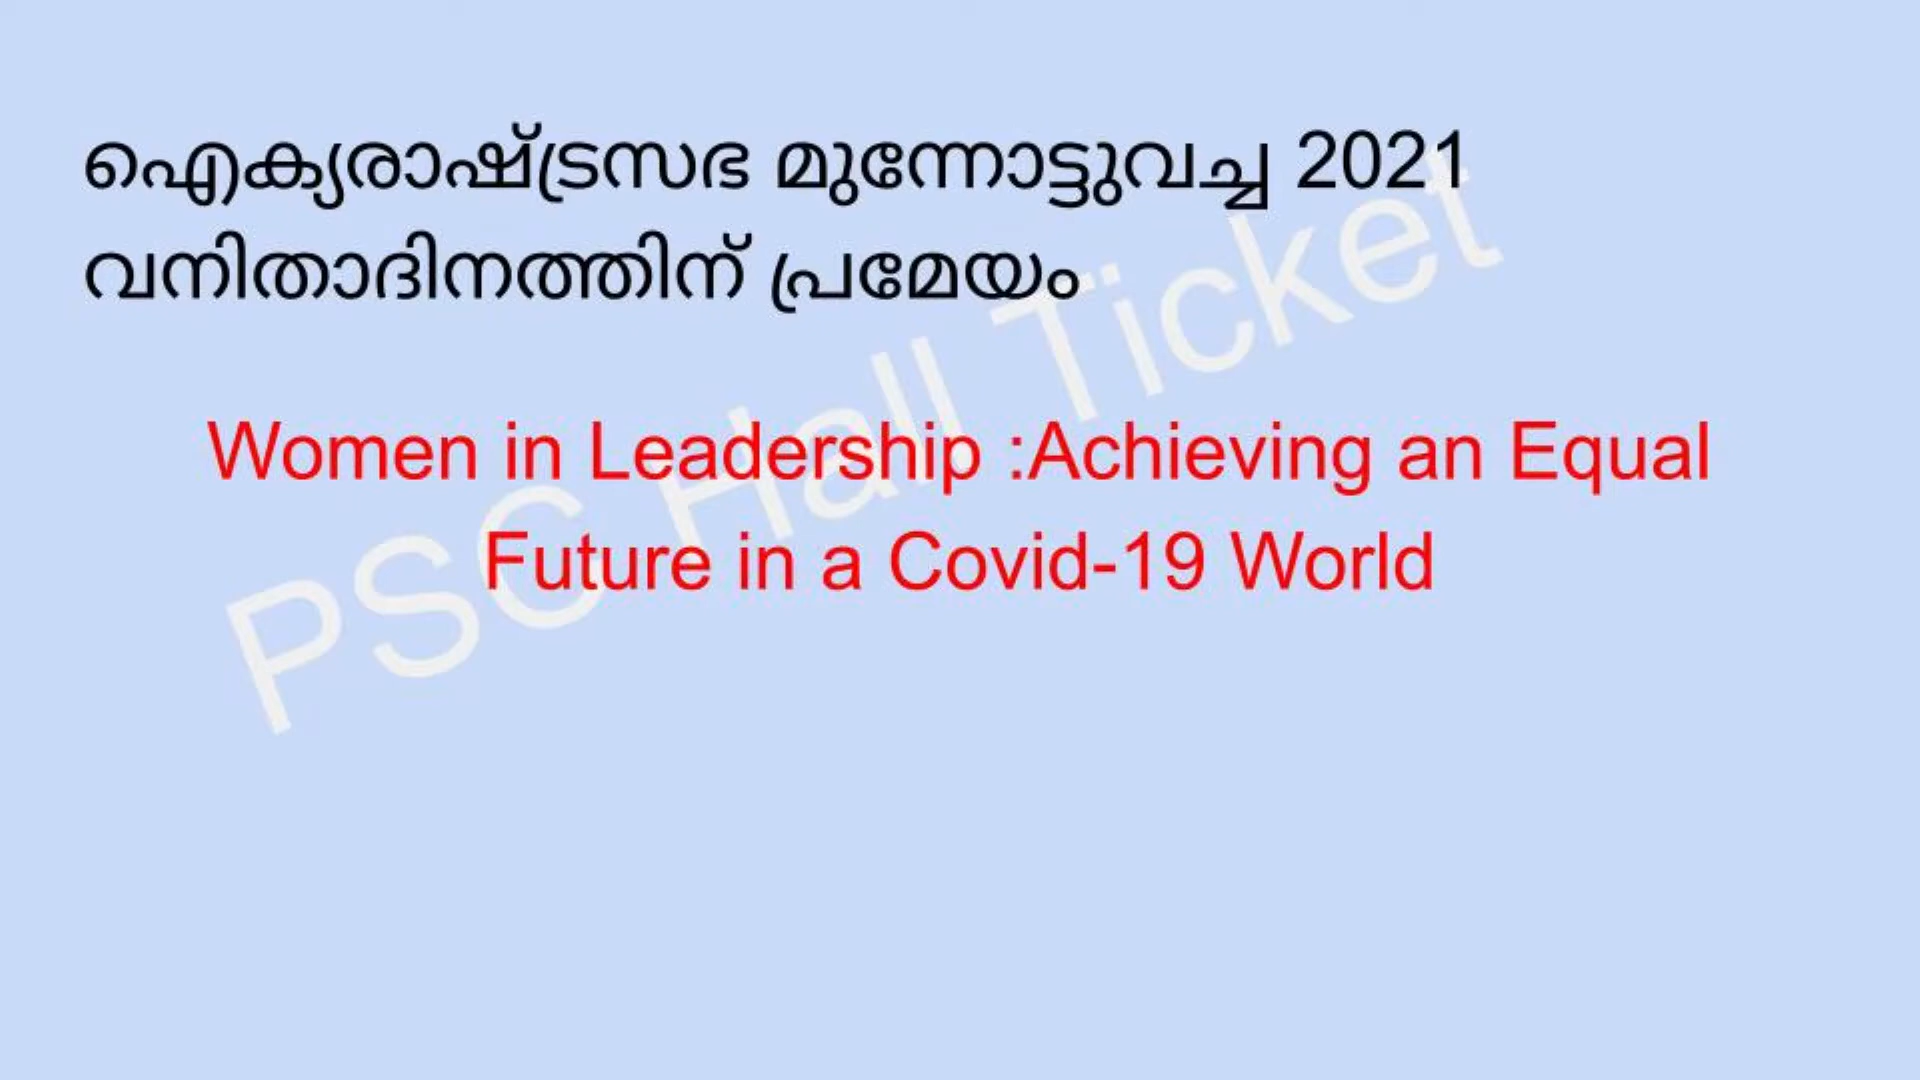 ഐക്യരാഷ്ട്രസഭ മുന്നോട്ടുവച്ച 2021
വനിതാദിനത്തിന് പ്രമേയം
Women in Leadership :Achieving an Equal
Future in a Covid-19 World
PSC Hall Ticket